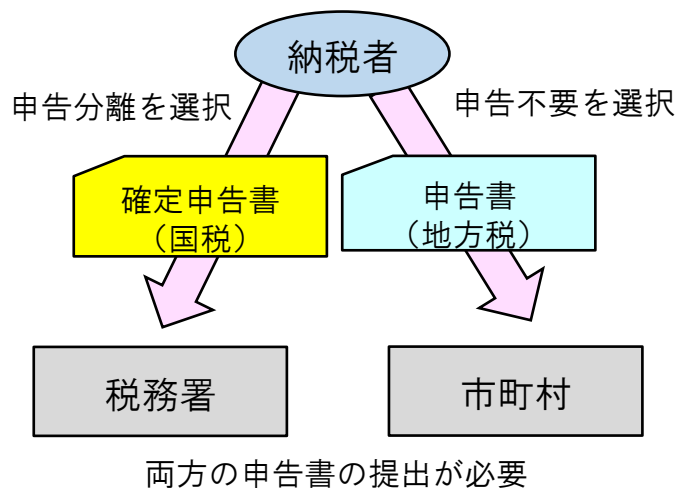 納税者
申告分離を選択
申告不要を選択
確定申告書
（国税）
申告書
（地方税）
税務署
市町村
両方の申告書の提出が必要